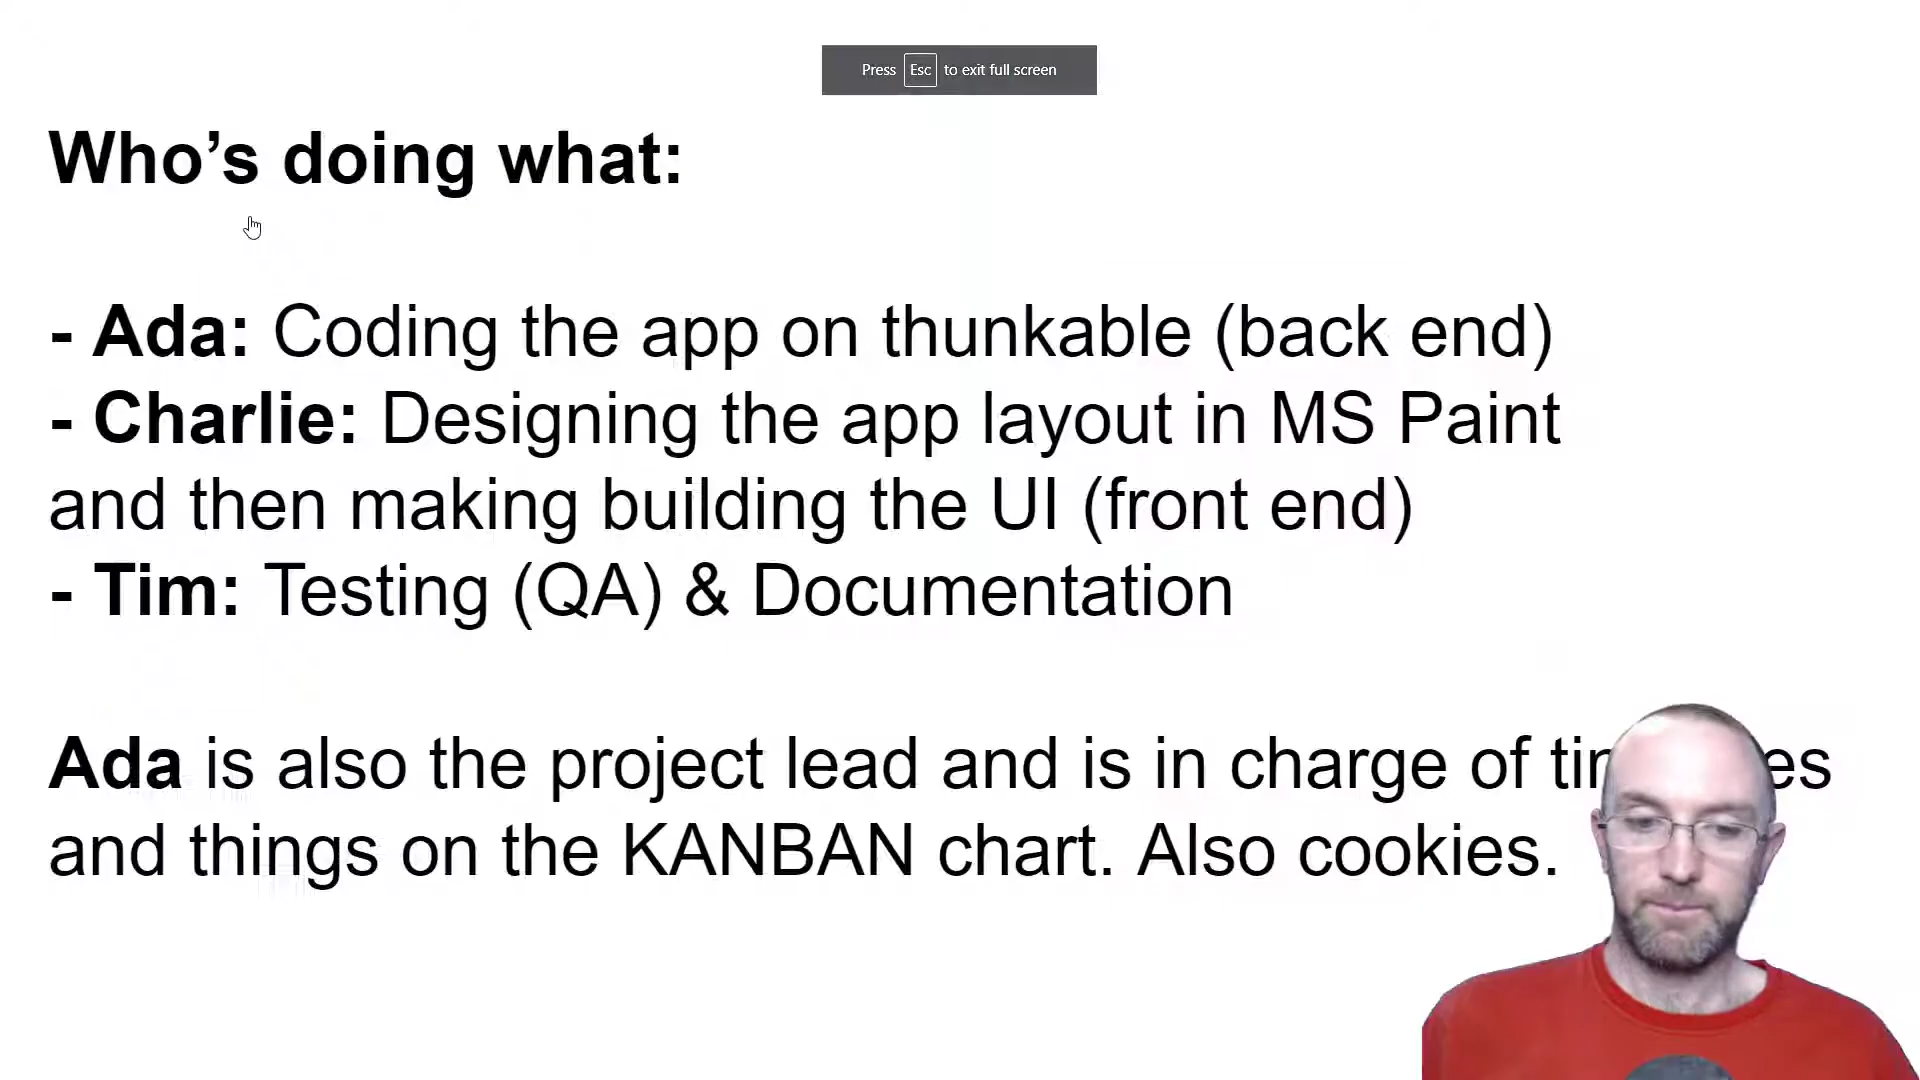 Press Esc to exit full screen
Who’s doing what:
- Ada: Coding the app on thunkable (back end)
- Charlie: Designing the app layout in MS Paint
and then making building the UI (front end)
- Tim: Testing (QA) & Documentation
Ada is also the project lead and is in charge of
and things on the KANBAN chart. Also cookies.